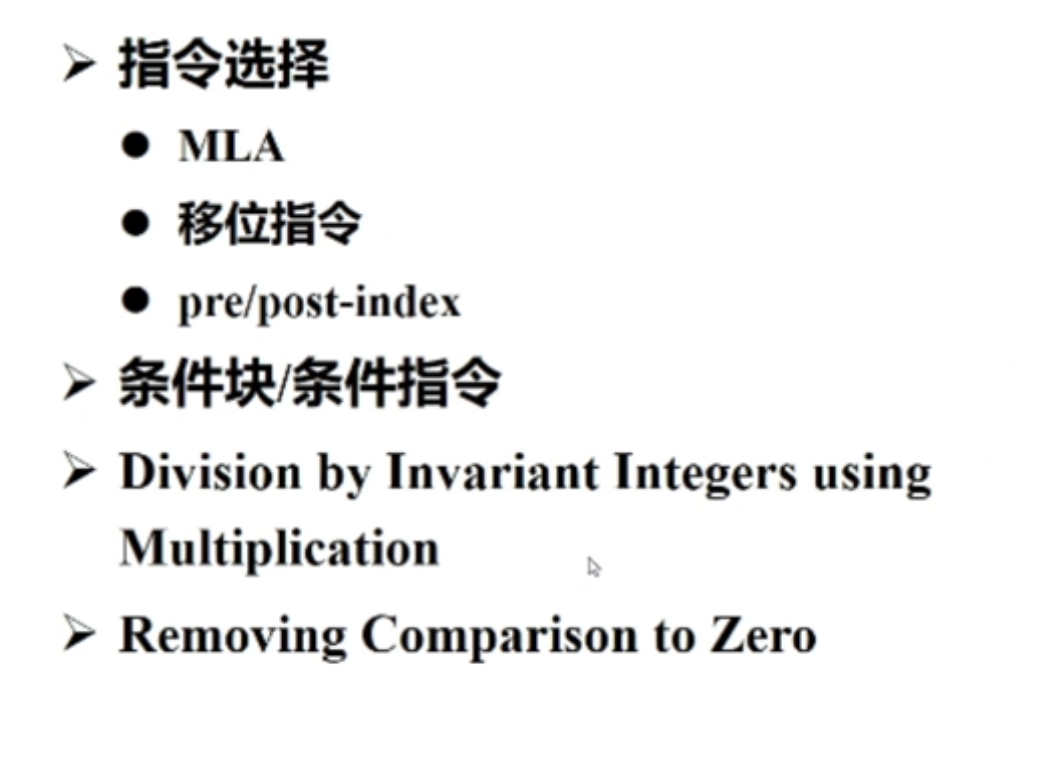 指令选择
MLA
移位指令
pre/post-index
条件块/条件指令
Division by Invariant Integers using
Multiplication
Removing Comparison to Zero